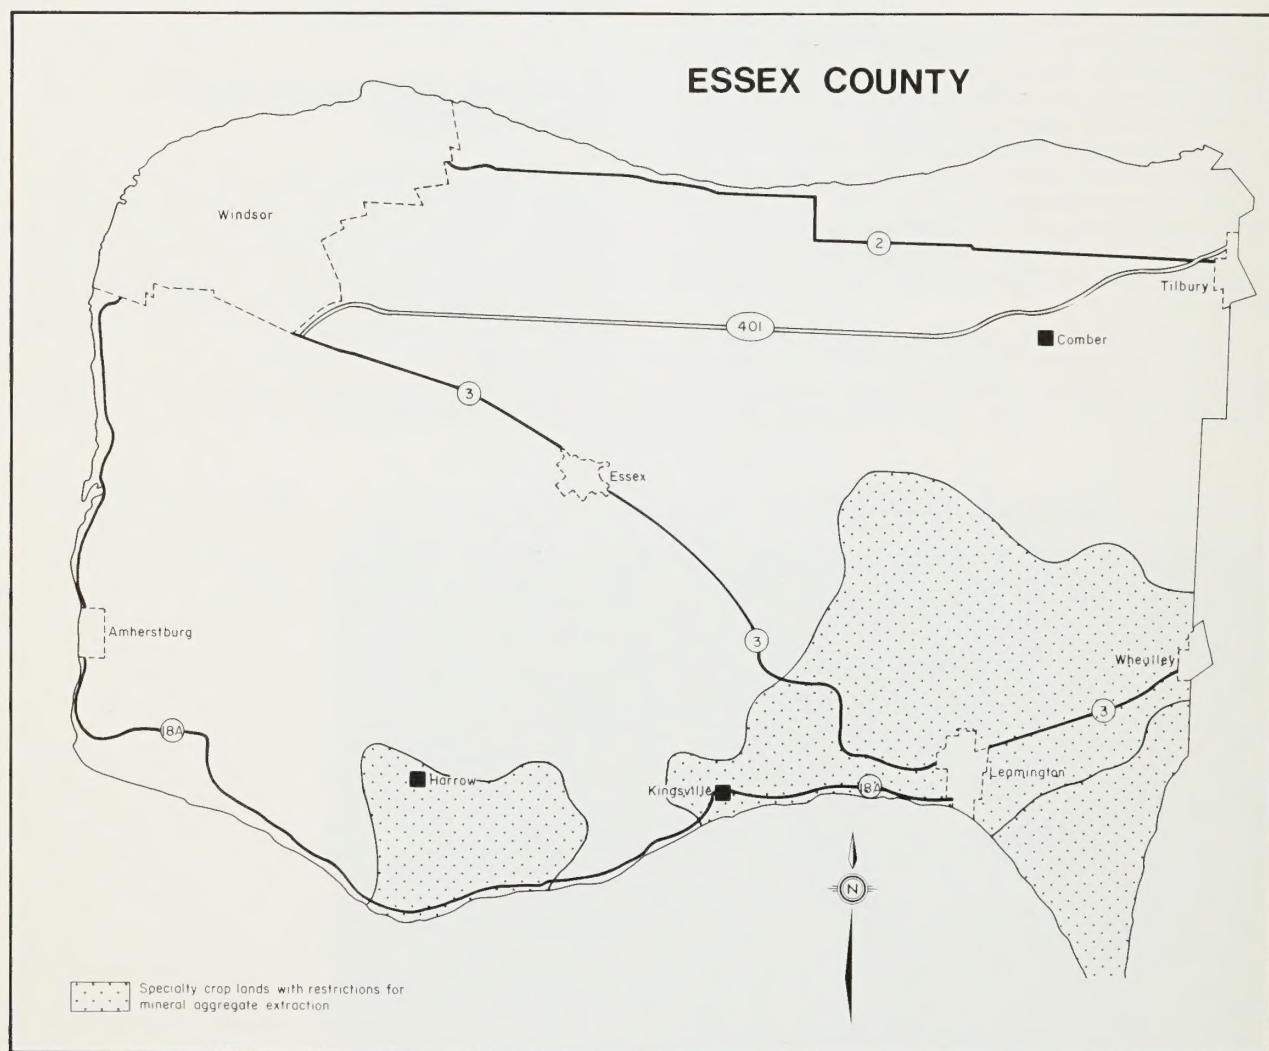 ESSEX COUNTY
Windsor
2
Tilbury
401
Comber
3
Essex
3
Amherstburg
Wheatley
3
18A
Harrow
Kingsville
18A
Leamington
N
Specialty crop lands with restrictions for
mineral aggregate extraction